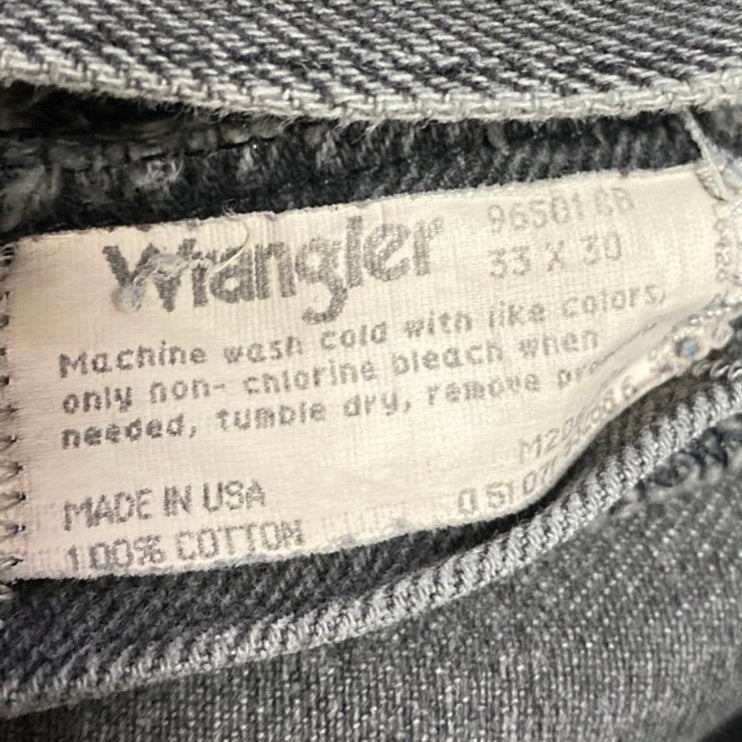 Wrangler
33 X 30
Machine wash cold with like colors,
only non- chlorine bleach when
needed, tumble dry, remove
MADE IN USA
100% COTTON